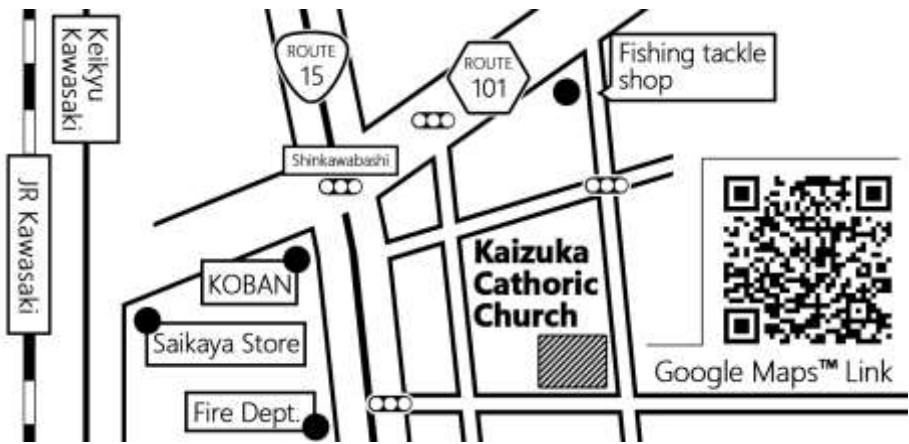 Keikyu
Kawasaki
JR Kawasaki
ROUTE
15
ROUTE
101
Fishing tackle
shop
Shinkawabashi
KOBAN
Saikaya Store
Fire Dept.
Kaizuka
Cathoric
Church
Google Maps™ Link